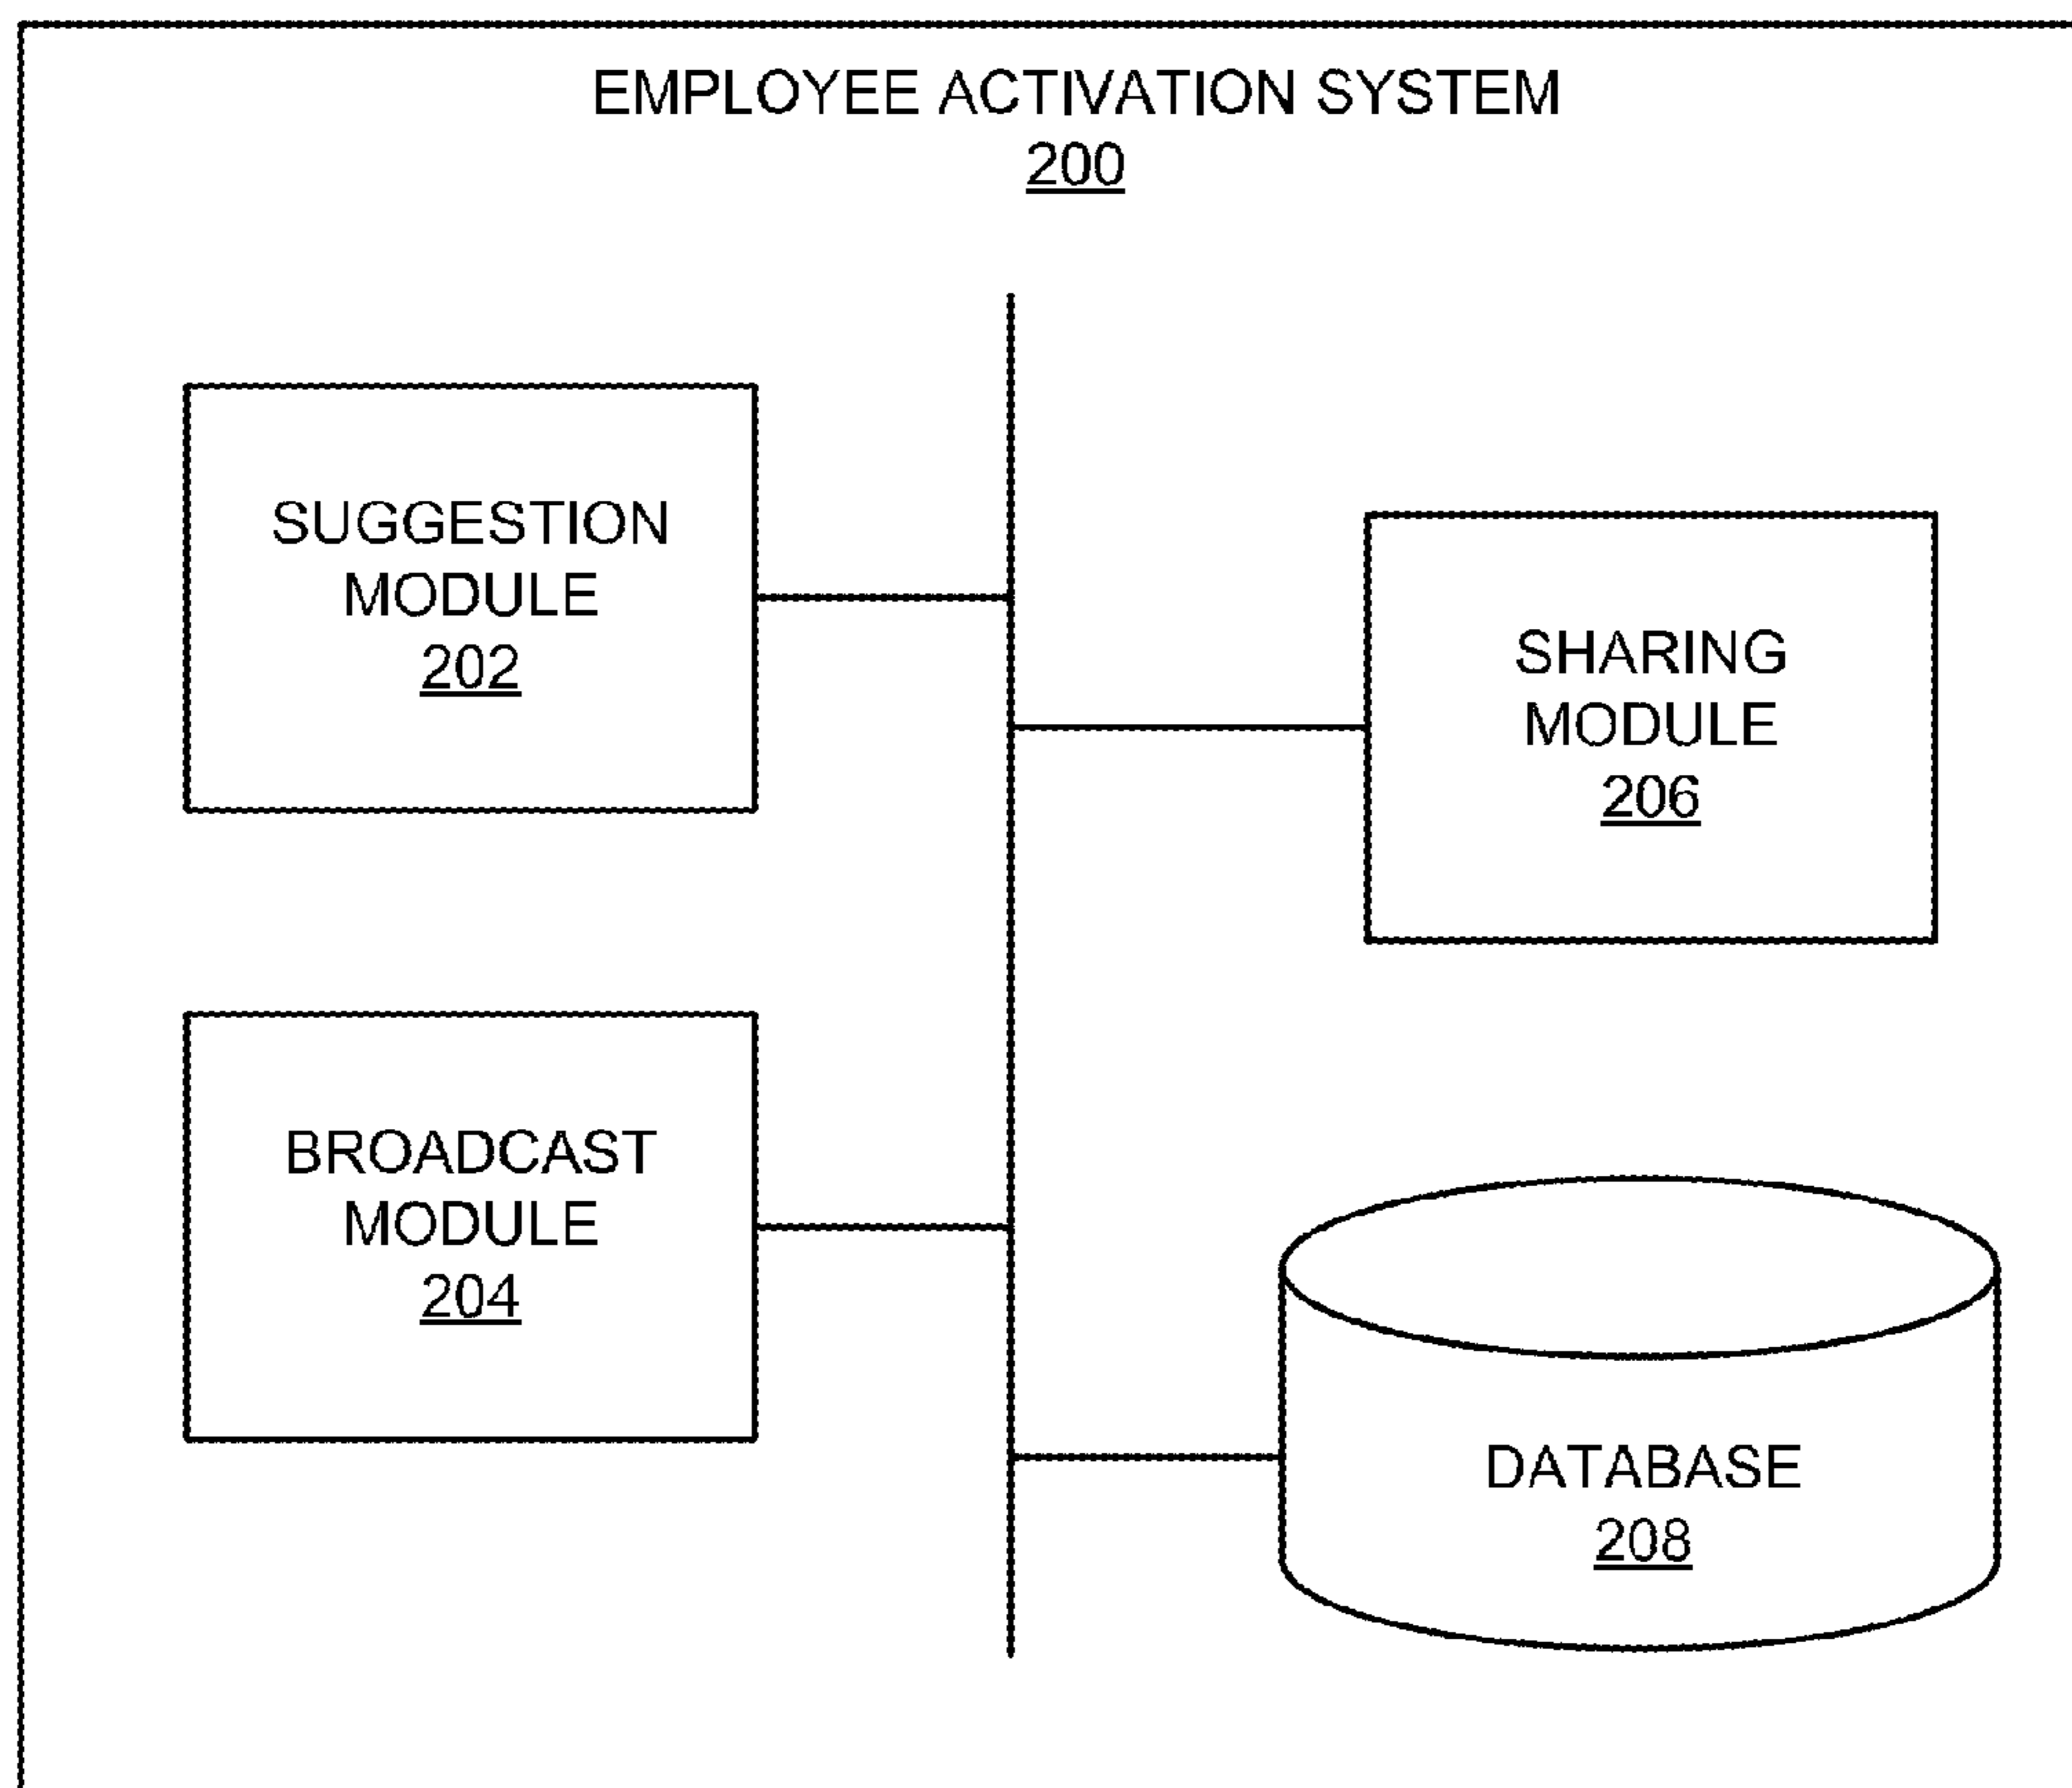 EMPLOYEE ACTIVATION SYSTEM
200
SUGGESTION
MODULE
202
SHARING
MODULE
206
BROADCAST
MODULE
204
DATABASE
208